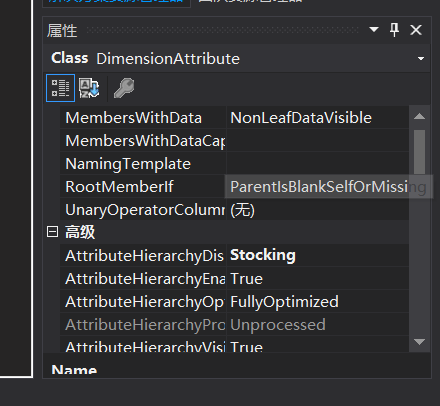 属性
Class DimensionAttribute
MembersWithData NonLeafDataVisible
MembersWithDataCap
NamingTemplate
RootMemberIf ParentIsBlankSelfOrMissing
UnaryOperatorColumn (无)
高级
AttributeHierarchyDis Stocking
AttributeHierarchyEna True
AttributeHierarchyOp FullyOptimized
AttributeHierarchyPro Unprocessed
AttributeHierarchyVisi True
Name